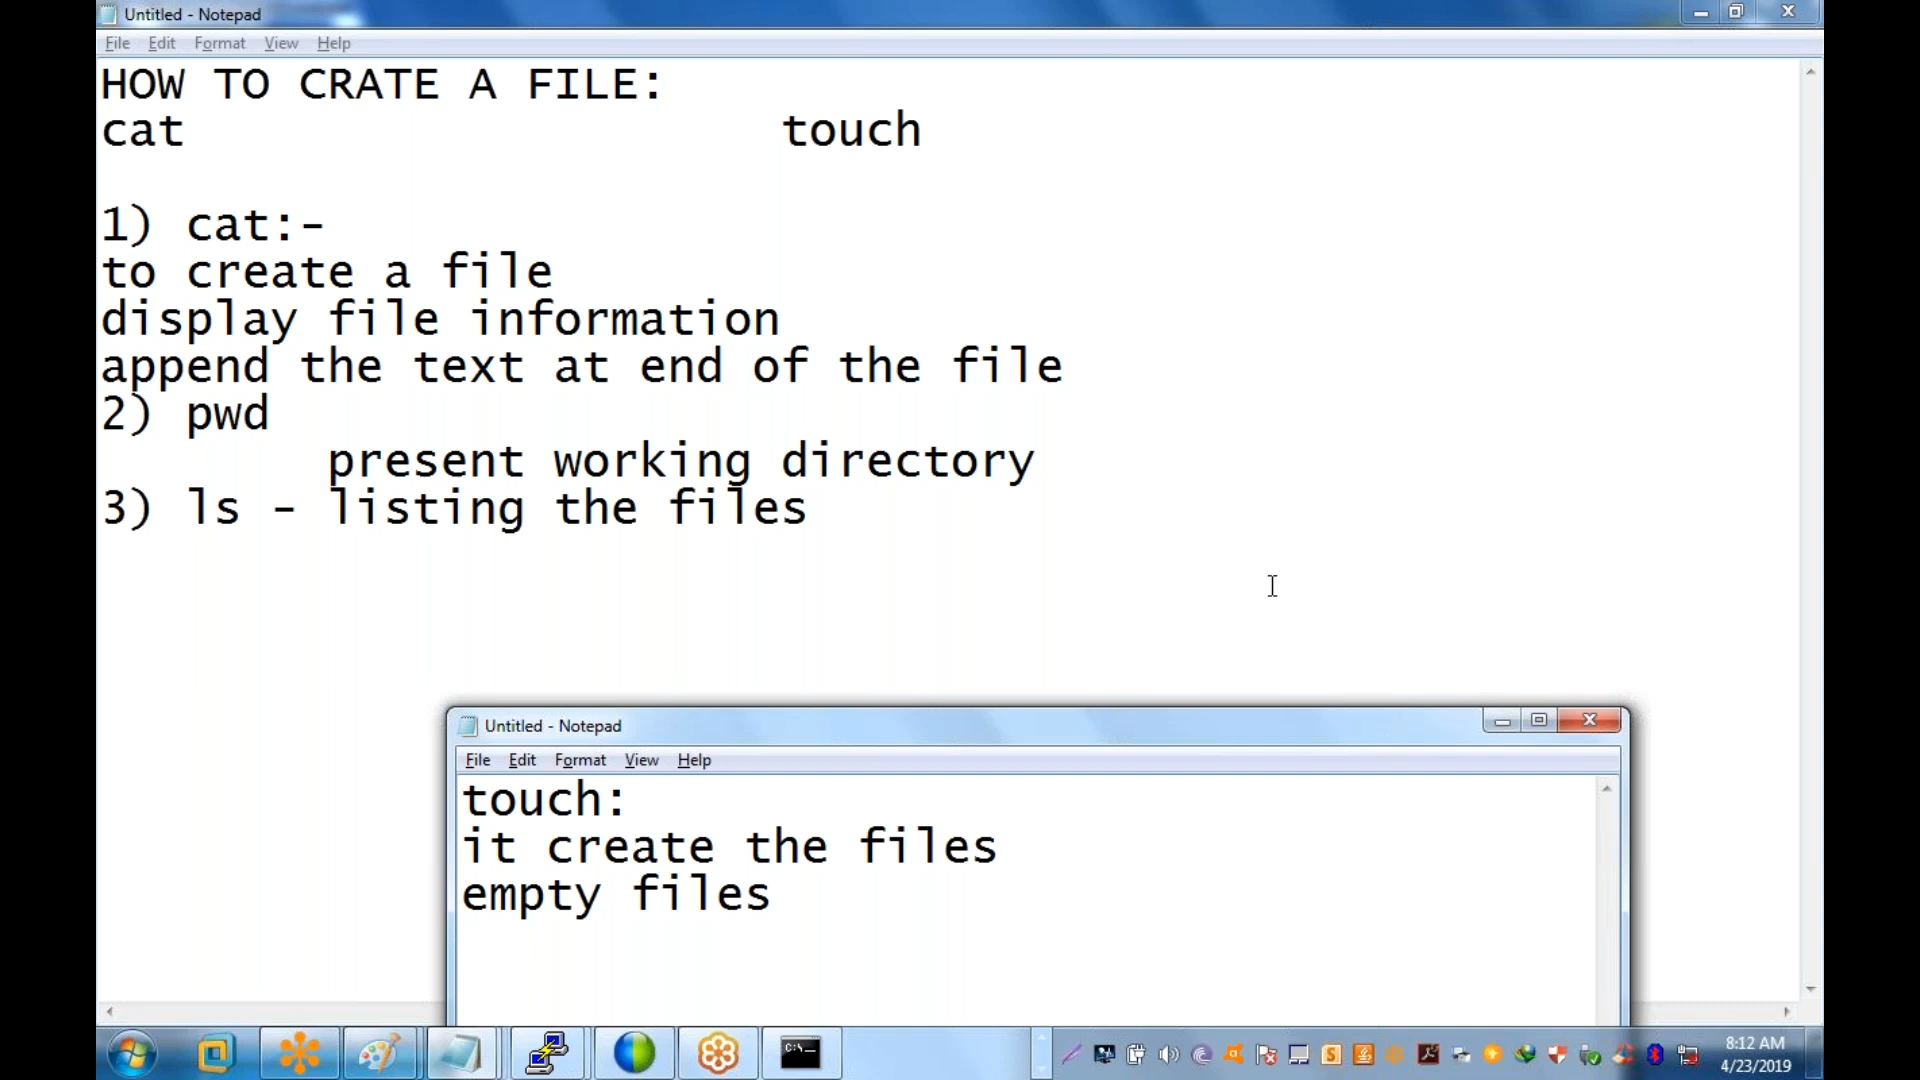 Untitled - Notepad
File Edit Format View Help
HOW TO CRATE A FILE:
cat touch
1) cat:-
to create a file
display file information
append the text at end of the file
2) pwd
present working directory
3) ls - listing the files
Untitled - Notepad
File Edit Format View Help
touch:
it create the files
empty files
C:\_
8:12 AM
4/23/2019